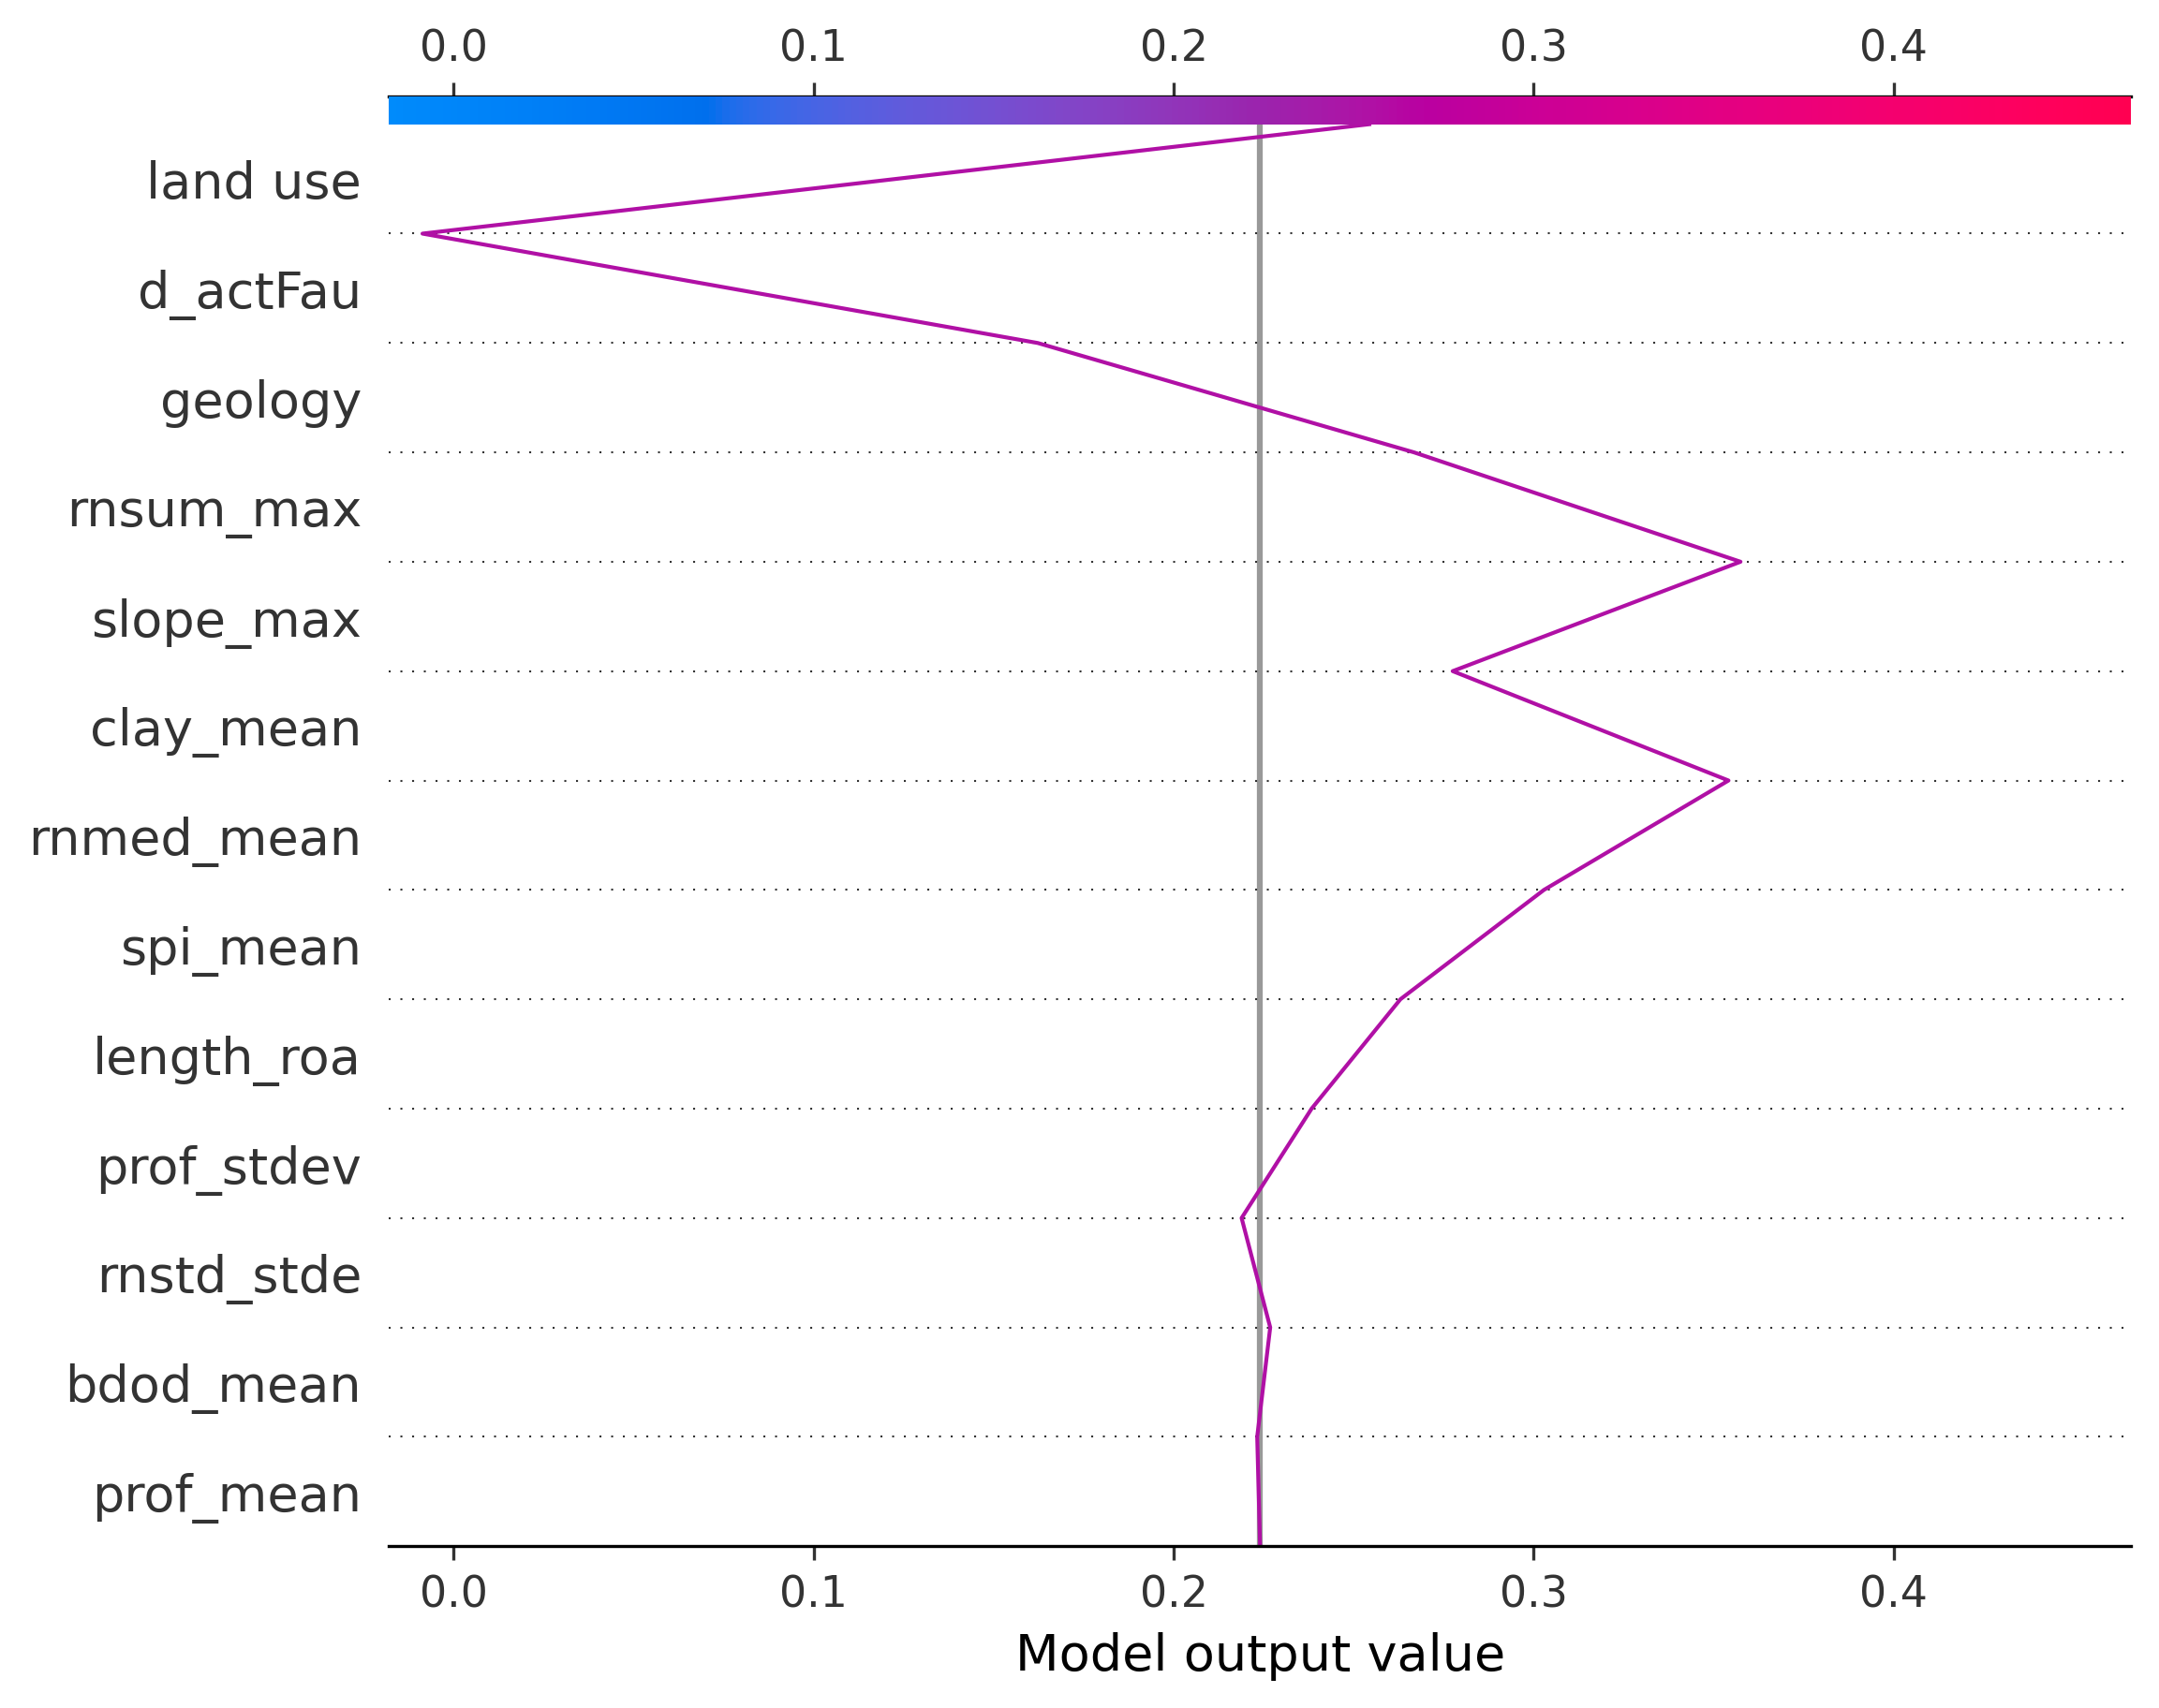 0.0 0.1 0.2 0.3 0.4
land use
d_actFau
geology
rnsum_max
slope_max
clay_mean
rnmed_mean
spi_mean
length_roa
prof_stdev
rnstd_stde
bdod_mean
prof_mean
0.0 0.1 0.2 0.3 0.4
Model output value